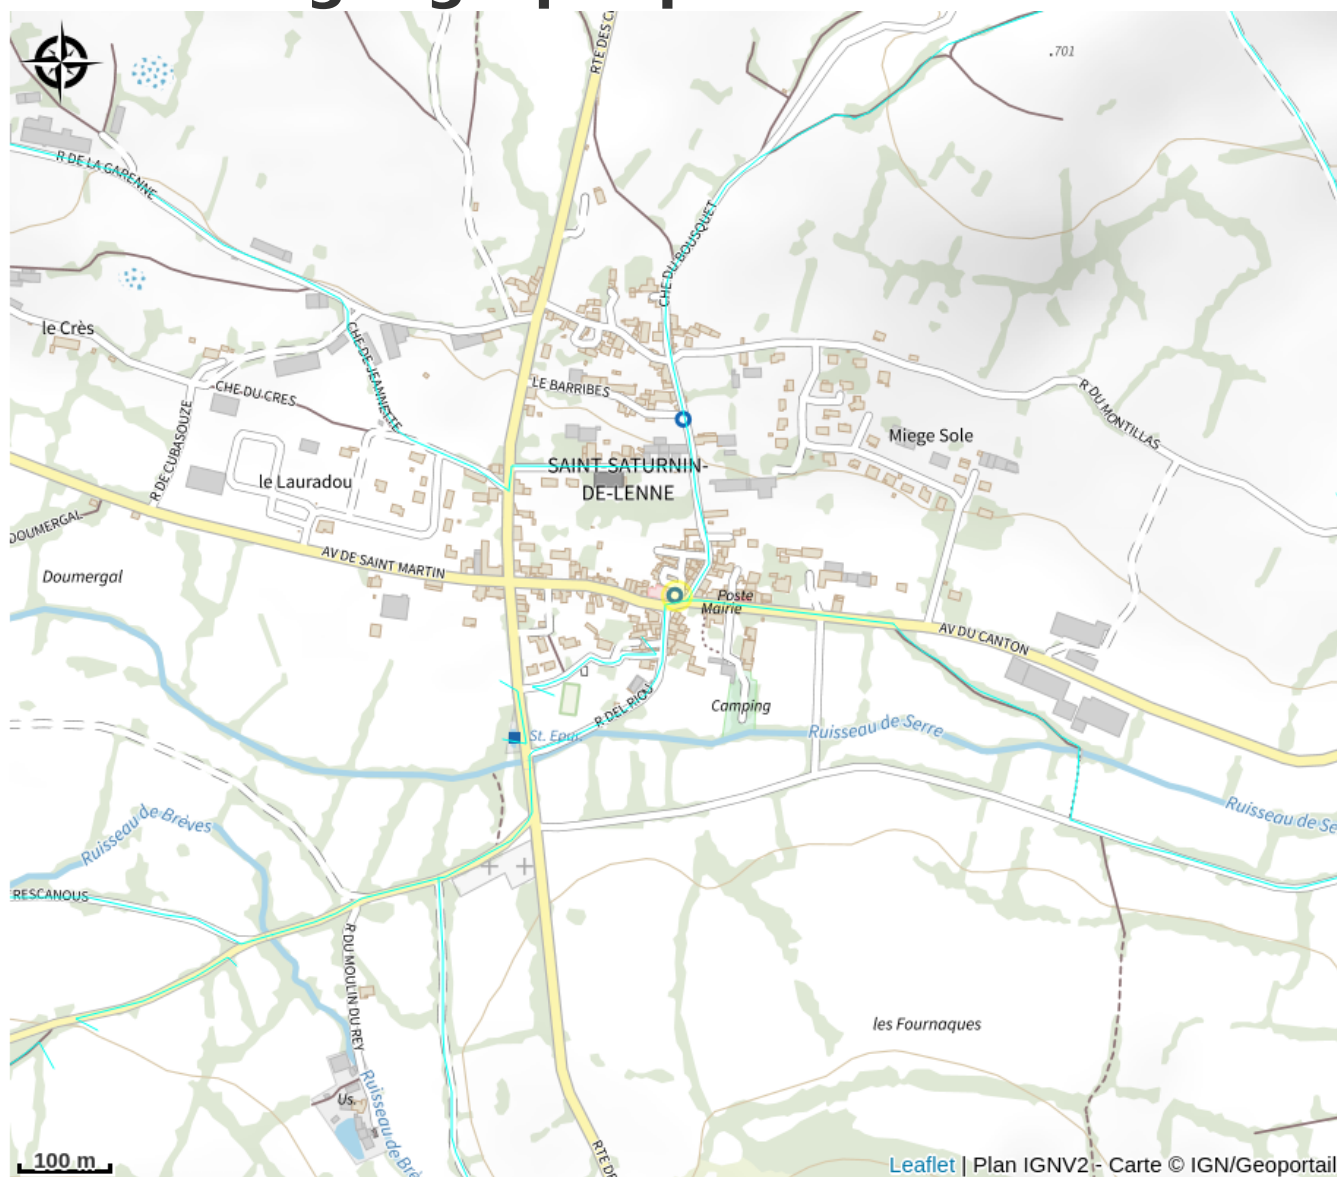 701
RTE DES C
R DE LA GARENNE
CHE DU BOUSQUET
le Crès
CHE DE JEANNETTE
LE BARRIBES
CHE DU CRES
R DU MONTILLAS
R DE CUBASOUZE
Miege Sole
SAINT SATURNIN-
DE-LENNE
le Lauradou
DOUMERGAL
AV DE SAINT MARTIN
Doumergal
Poste
Mairie
AV DU CANTON
R DEL RIOU
Camping
St. Epur.
Ruisseau de Serre
Ruisseau de Se
Ruisseau de Brèves
RESCANOUS
R DU MOULIN DU REY
les Fournaques
Ruisseau de Brè
Us.
RTE D
100 m
Leaflet | Plan IGNV2 - Carte © IGN/Geoportail